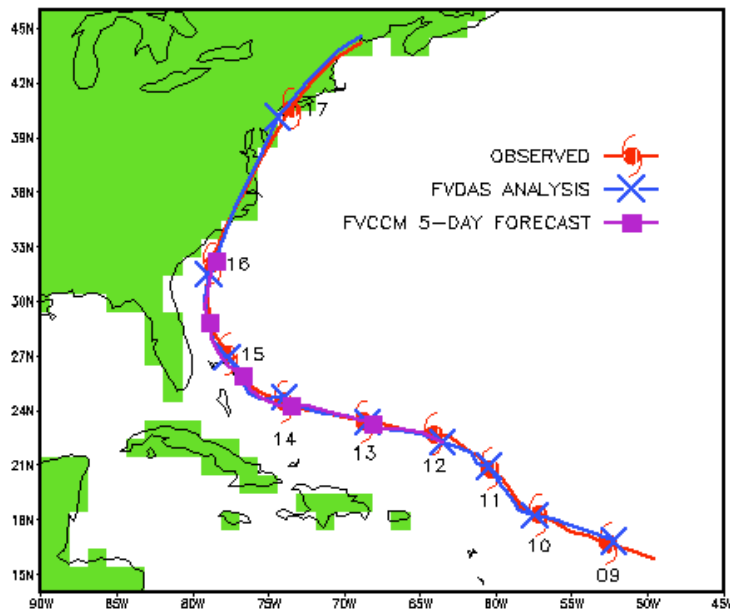 45N
42N
39N
36N
33N
30N
27N
24N
21N
18N
15N
90W 85W 80W 75W 70W 65W 60W 55W 50W 45W
OBSERVED
FVDAS ANALYSIS
FVCCM 5-DAY FORECAST
17
16
15
14
13
12
11
10
09